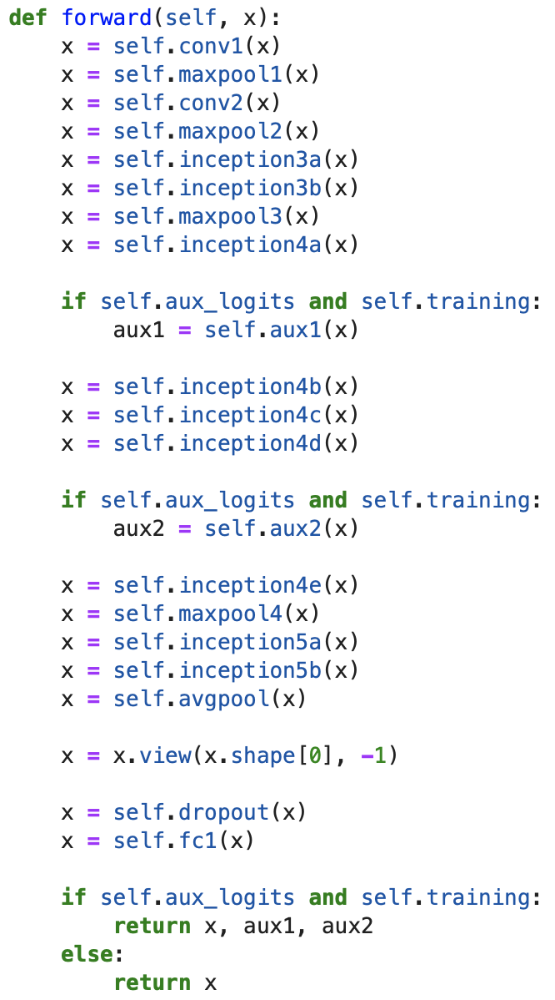 def forward(self, x):
    x = self.conv1(x)
    x = self.maxpool1(x)
    x = self.conv2(x)
    x = self.maxpool2(x)
    x = self.inception3a(x)
    x = self.inception3b(x)
    x = self.maxpool3(x)
    x = self.inception4a(x)

    if self.aux_logits and self.training:
        aux1 = self.aux1(x)

    x = self.inception4b(x)
    x = self.inception4c(x)
    x = self.inception4d(x)

    if self.aux_logits and self.training:
        aux2 = self.aux2(x)

    x = self.inception4e(x)
    x = self.maxpool4(x)
    x = self.inception5a(x)
    x = self.inception5b(x)
    x = self.avgpool(x)

    x = x.view(x.shape[0], -1)

    x = self.dropout(x)
    x = self.fc1(x)

    if self.aux_logits and self.training:
        return x, aux1, aux2
    else:
        return x